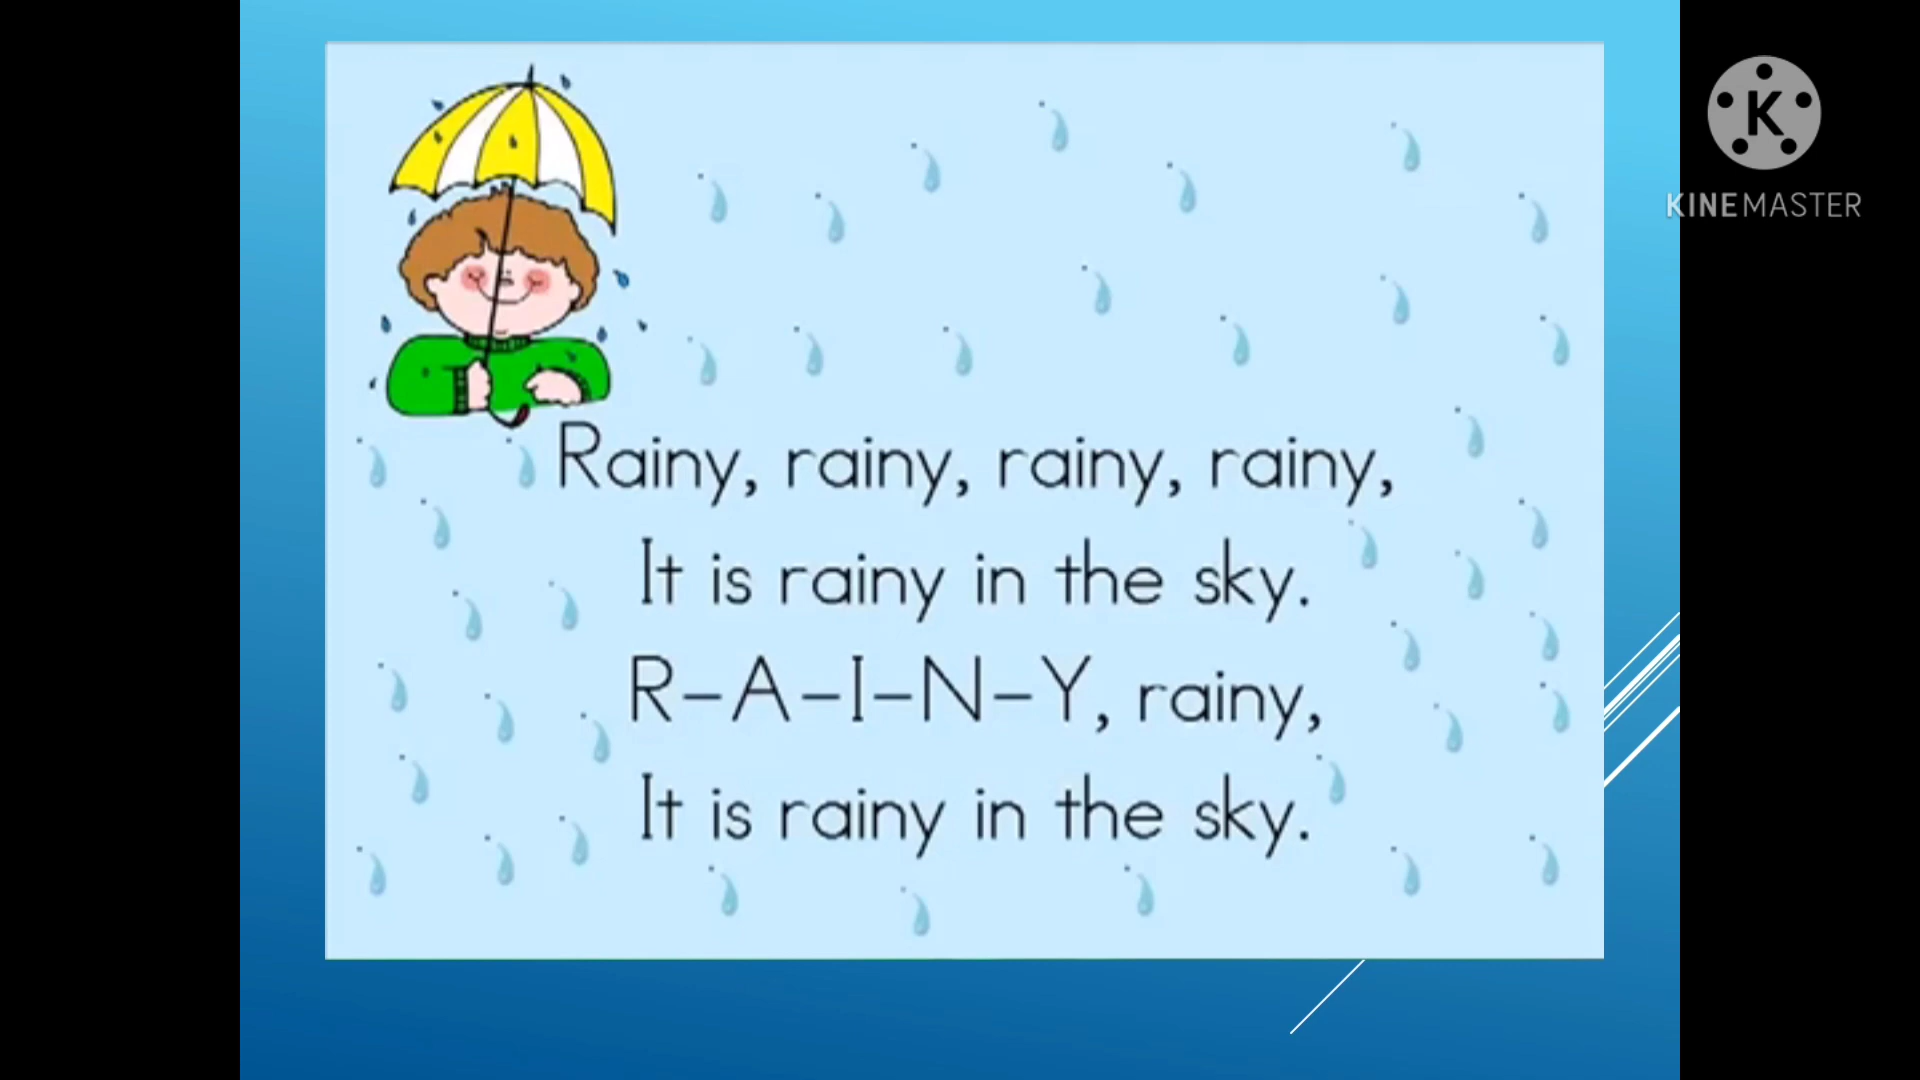 K
KINEMASTER
Rainy, rainy, rainy, rainy,
It is rainy in the sky.
R-A-I-N-Y, rainy,
It is rainy in the sky.